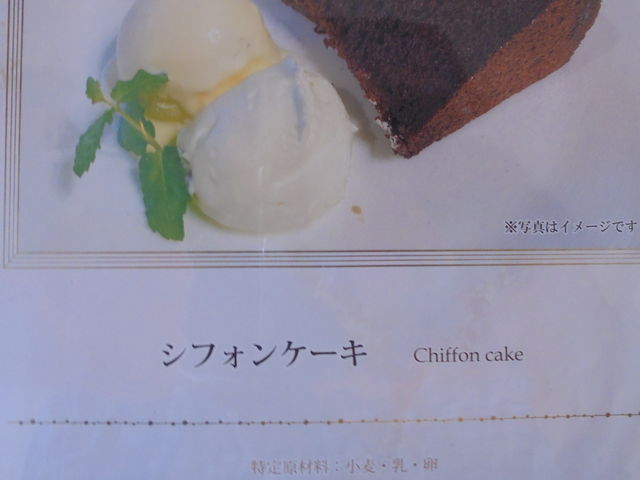 ※写真はイメージです
シフォンケーキ Chiffon cake
特定原材料：小麦・乳・卵